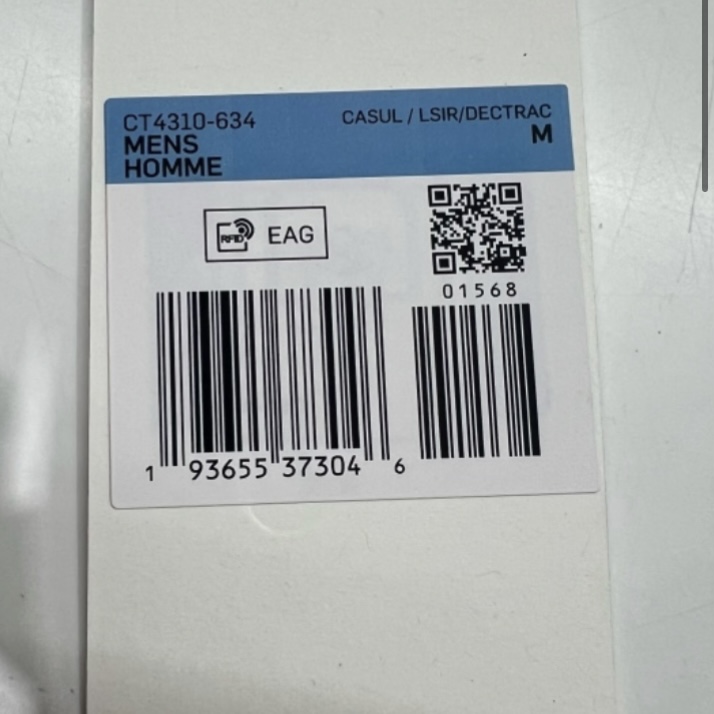 CT4310-634
CASUL / LSIR/DECTRAC
MENS
M
HOMME
RFID
EAG
01568
1 93655 37304 6